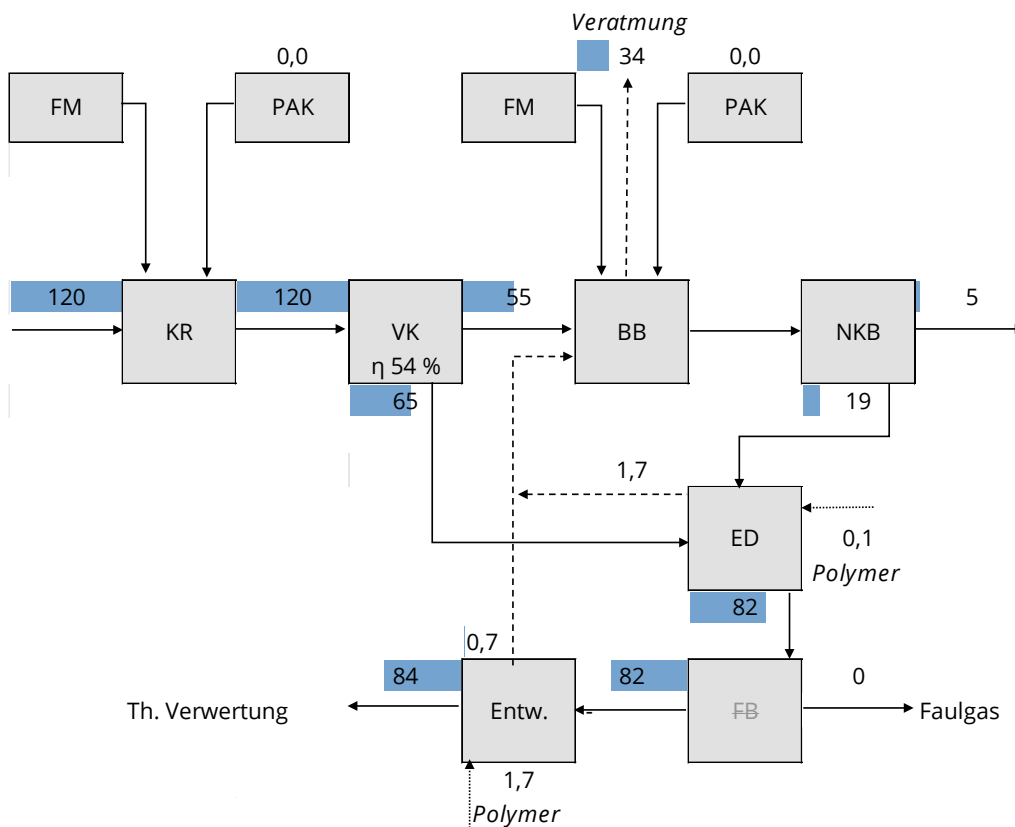 Veratmung
0,0
34
0,0
FM
PAK
FM
PAK
120
120
55
5
KR
VK
BB
NKB
η 54 %
65
19
1,7
ED
0,1
Polymer
82
0,7
84
82
0
Th. Verwertung
Entw.
FB
Faulgas
1,7
Polymer